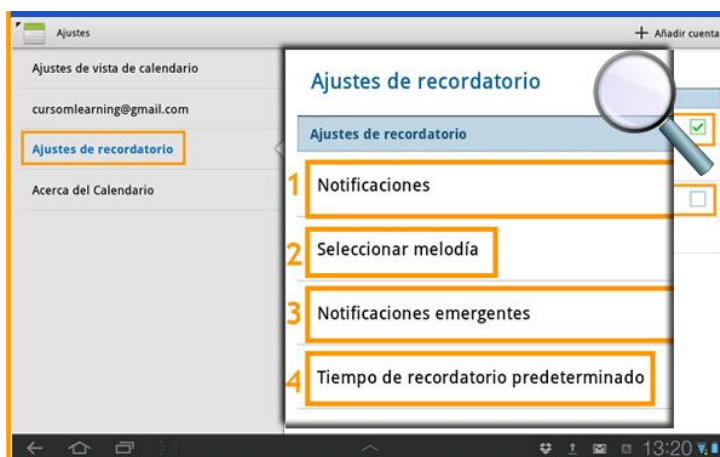 Ajustes
Añadir cuenta
Ajustes de vista de calendario
cursomlearning@gmail.com
Ajustes de recordatorio
Acerca del Calendario
Ajustes de recordatorio
Ajustes de recordatorio
1 Notificaciones
2 Seleccionar melodía
3 Notificaciones emergentes
4 Tiempo de recordatorio predeterminado
13:20